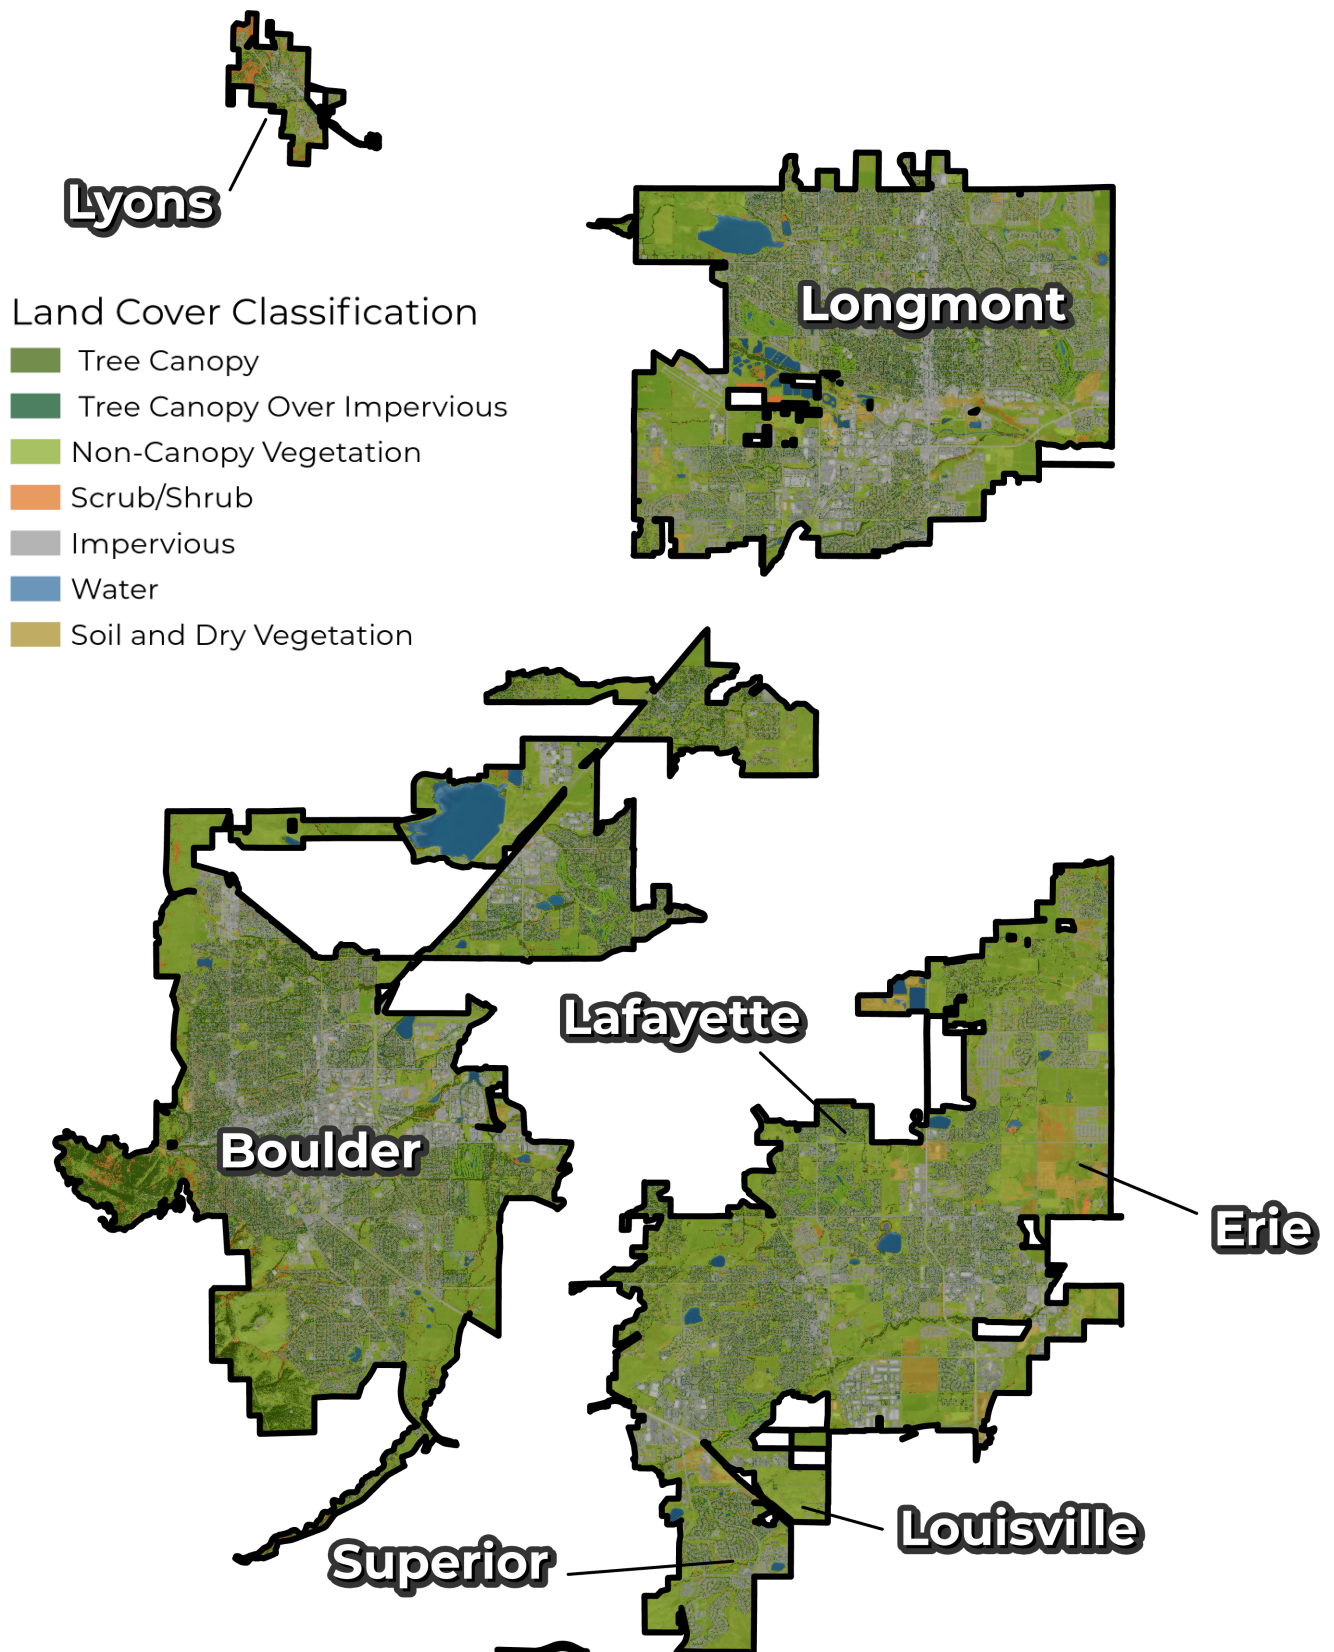 Lyons
Longmont
Land Cover Classification
Tree Canopy
Tree Canopy Over Impervious
Non-Canopy Vegetation
Scrub/Shrub
Impervious
Water
Soil and Dry Vegetation
Lafayette
Boulder
Erie
Louisville
Superior